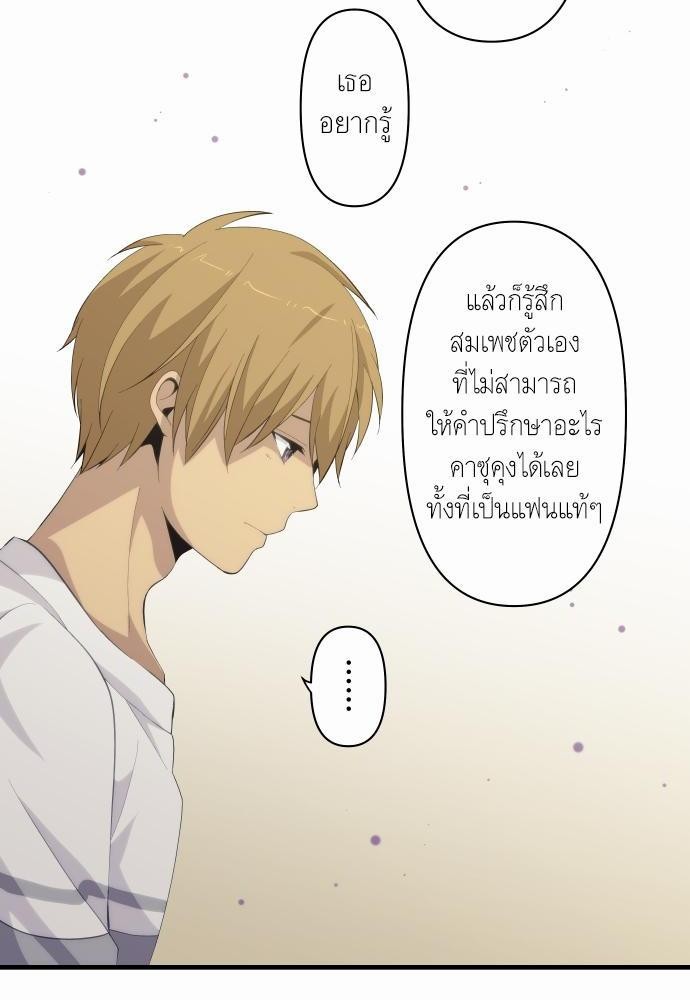 เธอ
อยากรู้
แล้วก็รู้สึก
สมเพชตัวเอง
ที่ไม่สามารถ
ให้คำปรึกษาอะไร
คาซุคุงได้เลย
ทั้งที่เป็นแฟนแท้ๆ
......